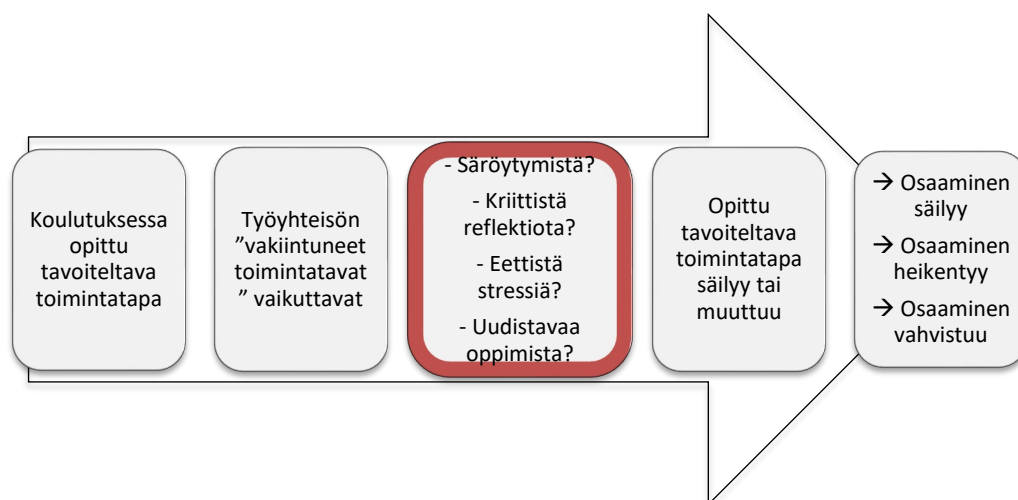 Koulutuksessa
opittu
tavoiteltava
toimintatapa
Työyhteisön
”vakiintuneet
toimintatavat
” vaikuttavat
- Säröytymistä?
- Kriittistä
reflektiota?
- Eettistä
stressiä?
- Uudistavaa
oppimista?
Opittu
tavoiteltava
toimintatapa
säilyy tai
muuttuu
→ Osaaminen
säilyy
→ Osaaminen
heikentyy
→ Osaaminen
vahvistuu